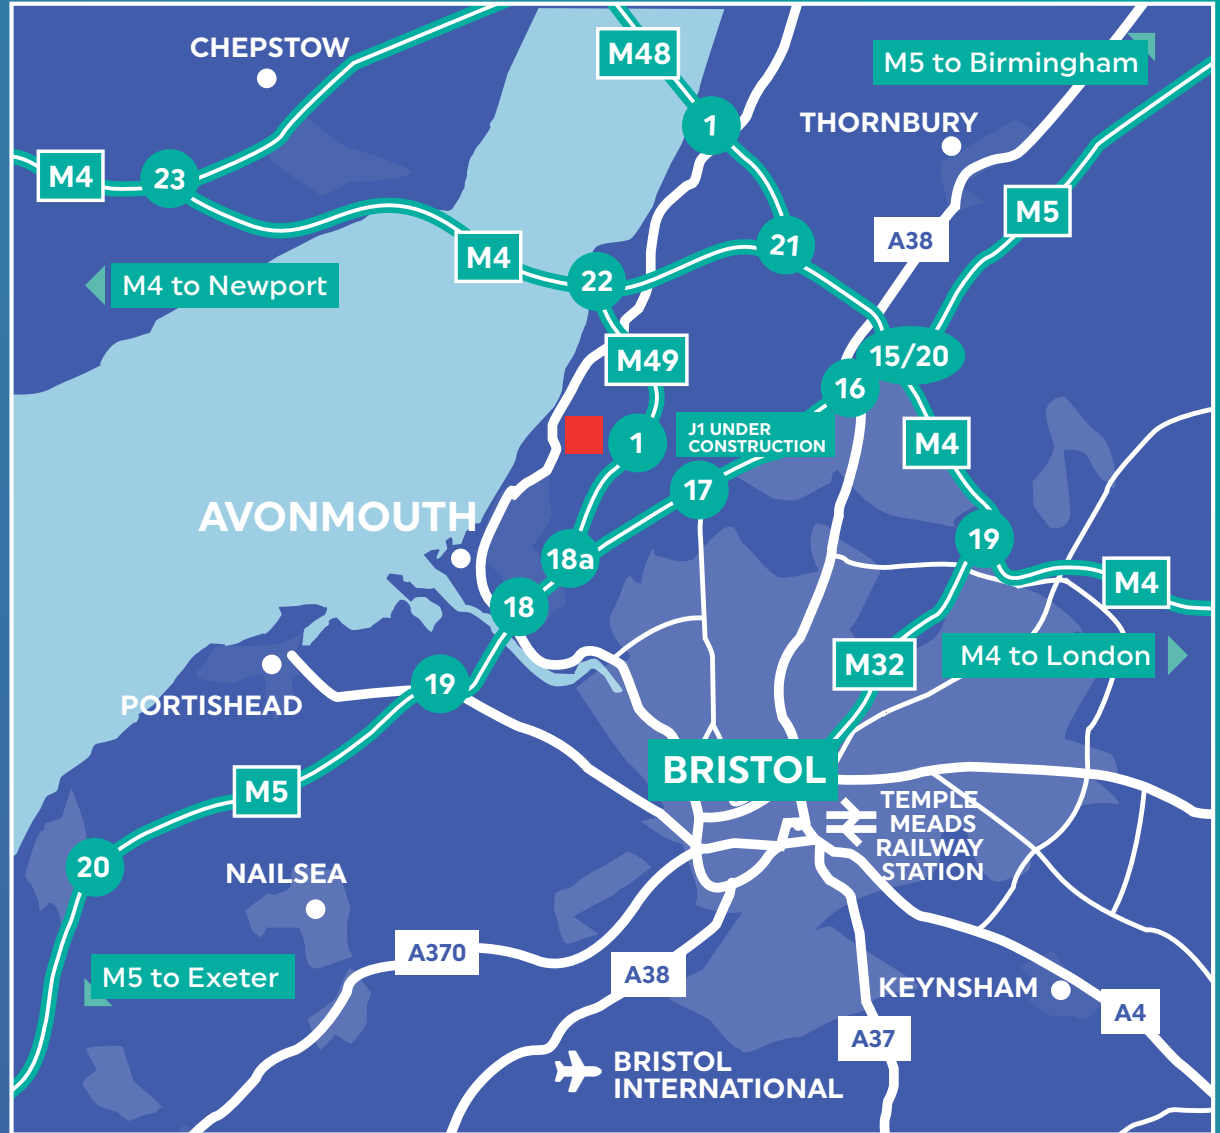 CHEPSTOW
M48
M5 to Birmingham
1
THORNBURY
M4
23
M5
A38
21
M4
22
M4 to Newport
M49
15/20
16
1
J1 UNDER
CONSTRUCTION
M4
17
AVONMOUTH
19
18a
M4
18
M32
M4 to London
19
PORTISHEAD
BRISTOL
M5
TEMPLE
MEADS
RAILWAY
STATION
20
NAILSEA
A370
A38
M5 to Exeter
KEYNSHAM
A4
A37
BRISTOL
INTERNATIONAL